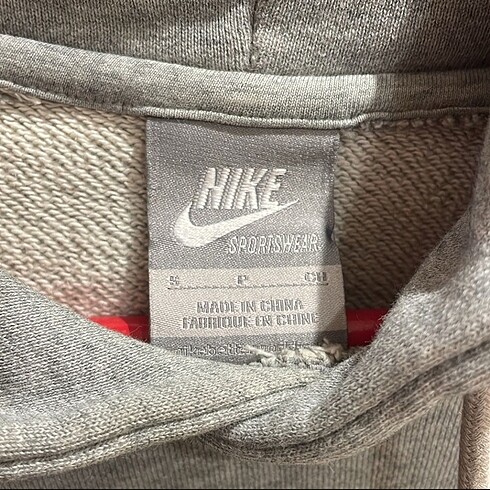 NIKE
SPORTSWEAR
S P CH
MADE IN CHINA
FABRIQUE EN CHINE